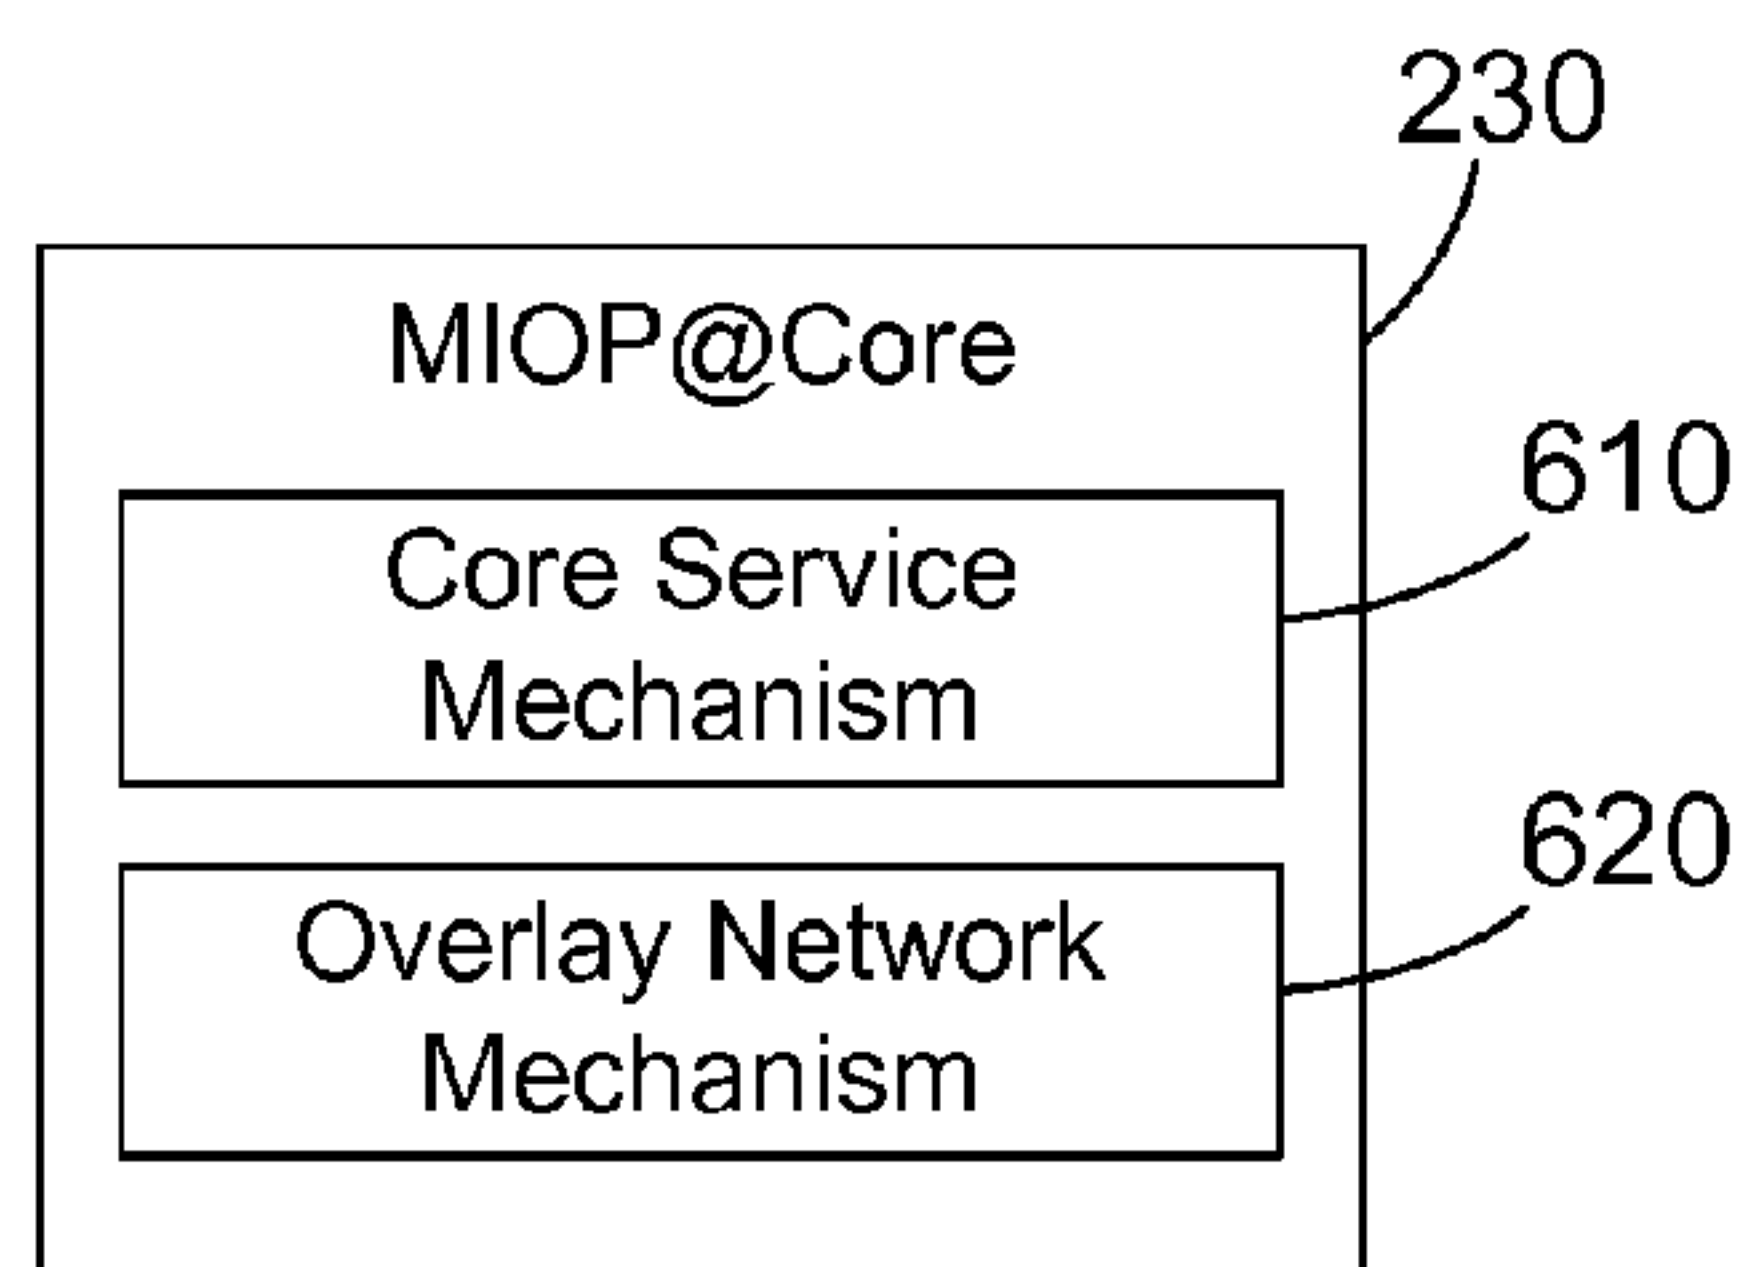 230
MIOP@Core
610
Core Service
Mechanism
620
Overlay Network
Mechanism